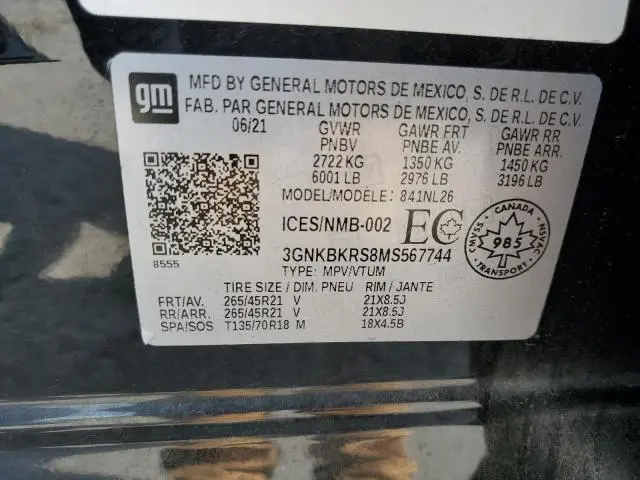 gm
MFD BY GENERAL MOTORS DE MEXICO, S. DE R.L. DE C.V.
FAB. PAR GENERAL MOTORS DE MEXICO, S. DE R.L. DE C.V.
06/21 GVWR GAWR FRT GAWR RR
PNBV PNBE AV. PNBE ARR.
2722 KG 1350 KG 1450 KG
6001 LB 2976 LB 3196 LB
MODEL/MODÈLE: 841NL26
ICES/NMB-002 EC
CANADA
CMVSS 985 NSVAC
TRANSPORT
8555
3GNKBKRS8MS567744
TYPE: MPV/VTUM
TIRE SIZE / DIM. PNEU RIM / JANTE
FRT/AV. 265/45R21 V 21X8.5J
RR/ARR. 265/45R21 V 21X8.5J
SPA/SOS T135/70R18 M 18X4.5B